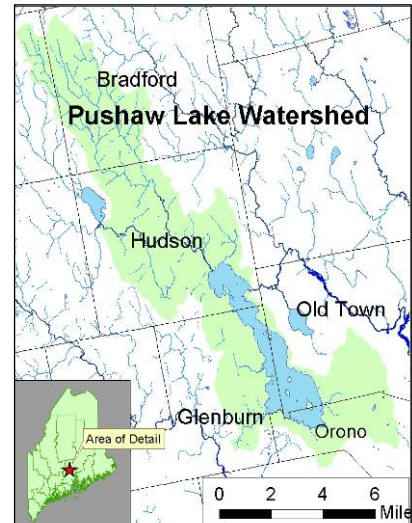 Bradford
Pushaw Lake Watershed
Hudson
Old Town
Glenburn
Orono
Area of Detail
0 2 4 6
Mile